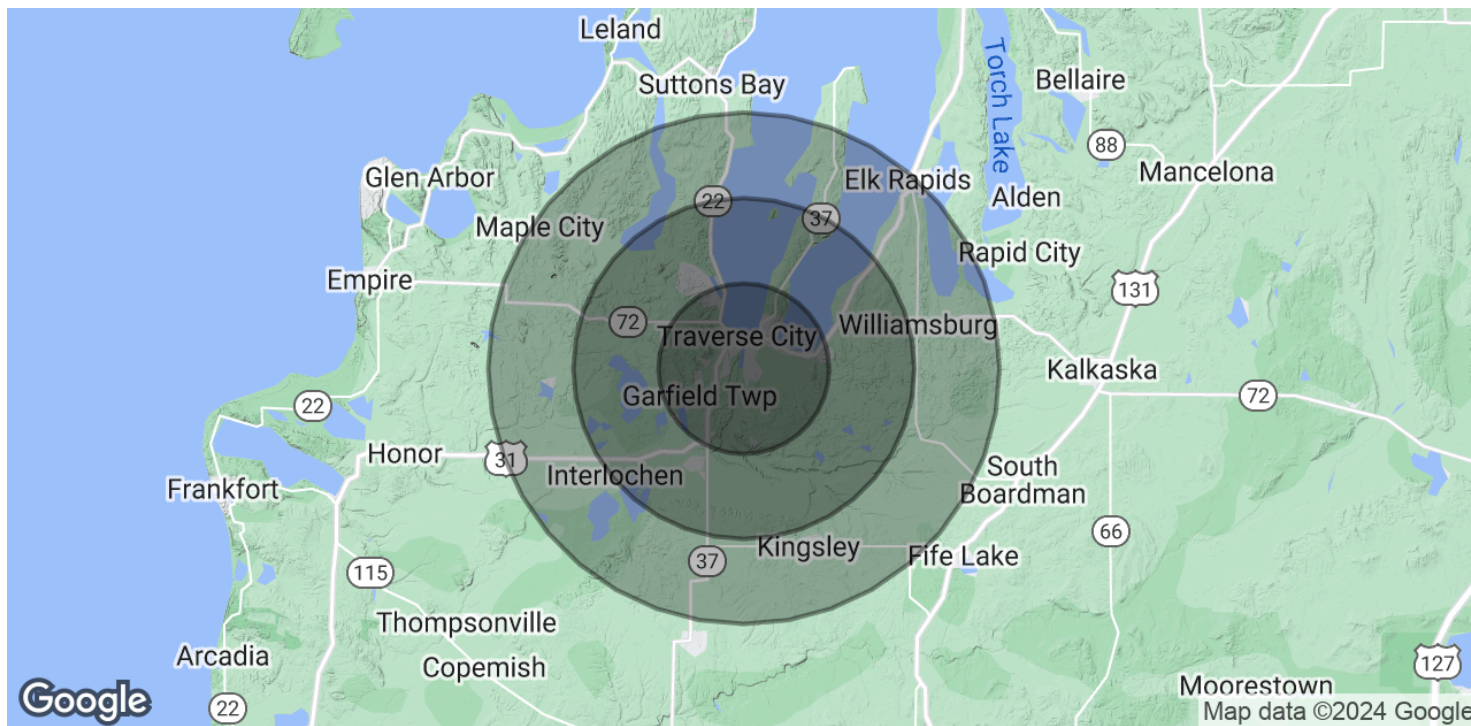 Leland
Suttons Bay
Torch Lake
Bellaire
88
Mancelona
Glen Arbor
22
Elk Rapids
Alden
37
Maple City
Rapid City
Empire
131
72
Traverse City
Williamsburg
Kalkaska
Garfield Twp
72
22
Honor
31
Interlochen
South
Boardman
Frankfort
66
Kingsley
Fife Lake
37
115
Thompsonville
Arcadia
Copemish
127
Moorestown
Google
22
Map data ©2024 Google